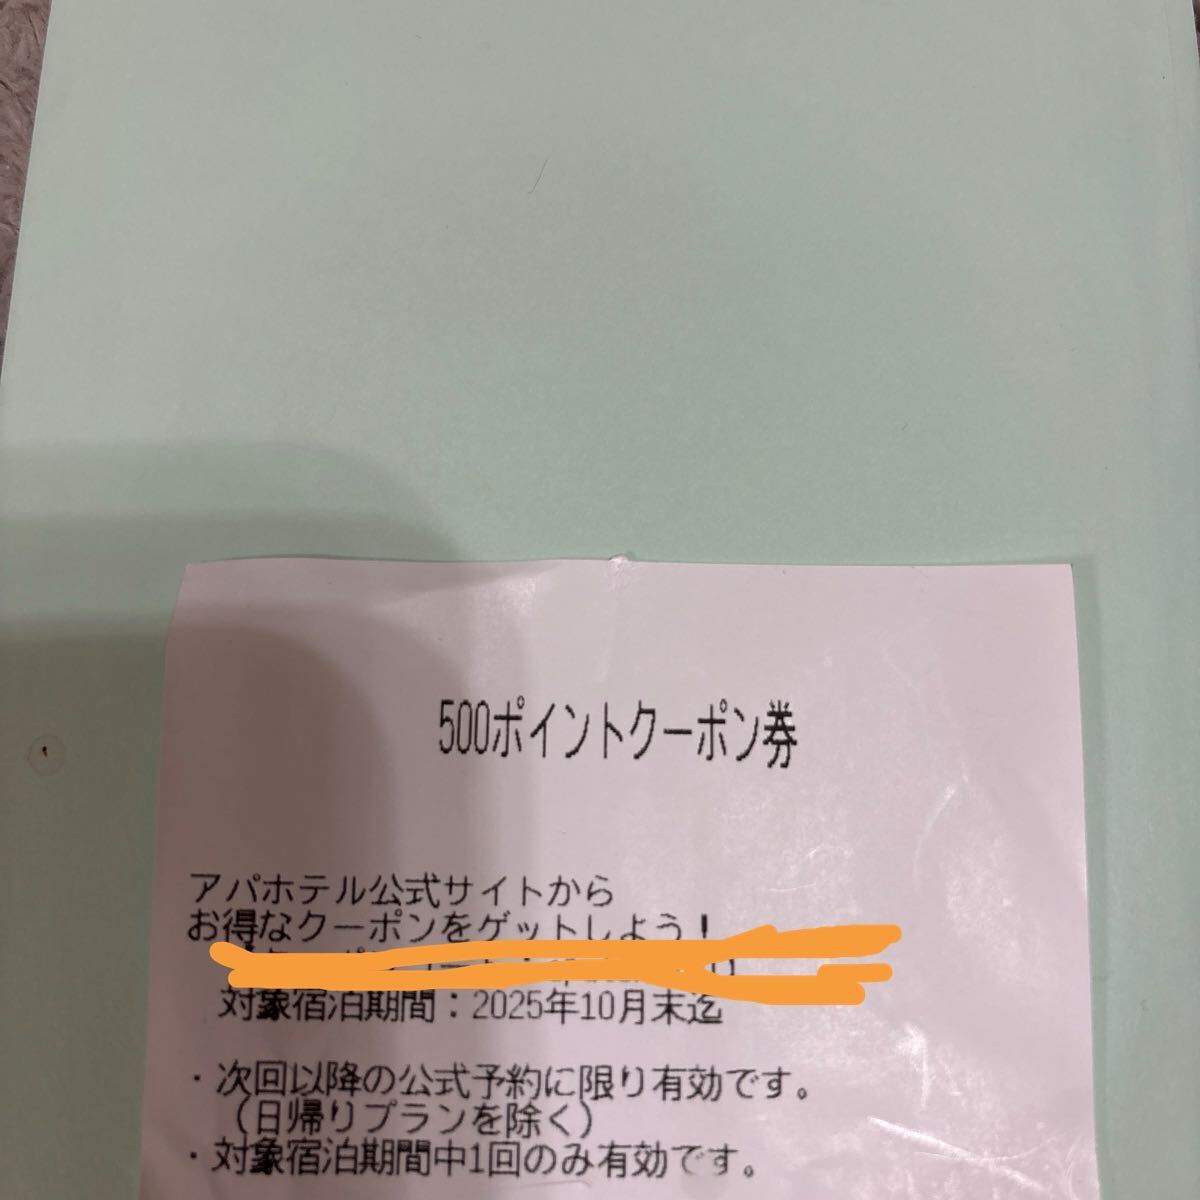 500ポイントクーポン券
アパホテル公式サイトから
お得なクーポンをゲットしよう！
対象宿泊期間：2025年10月末迄
・次回以降の公式予約に限り有効です。
（日帰りプランを除く）
・対象宿泊期間中1回のみ有効です。